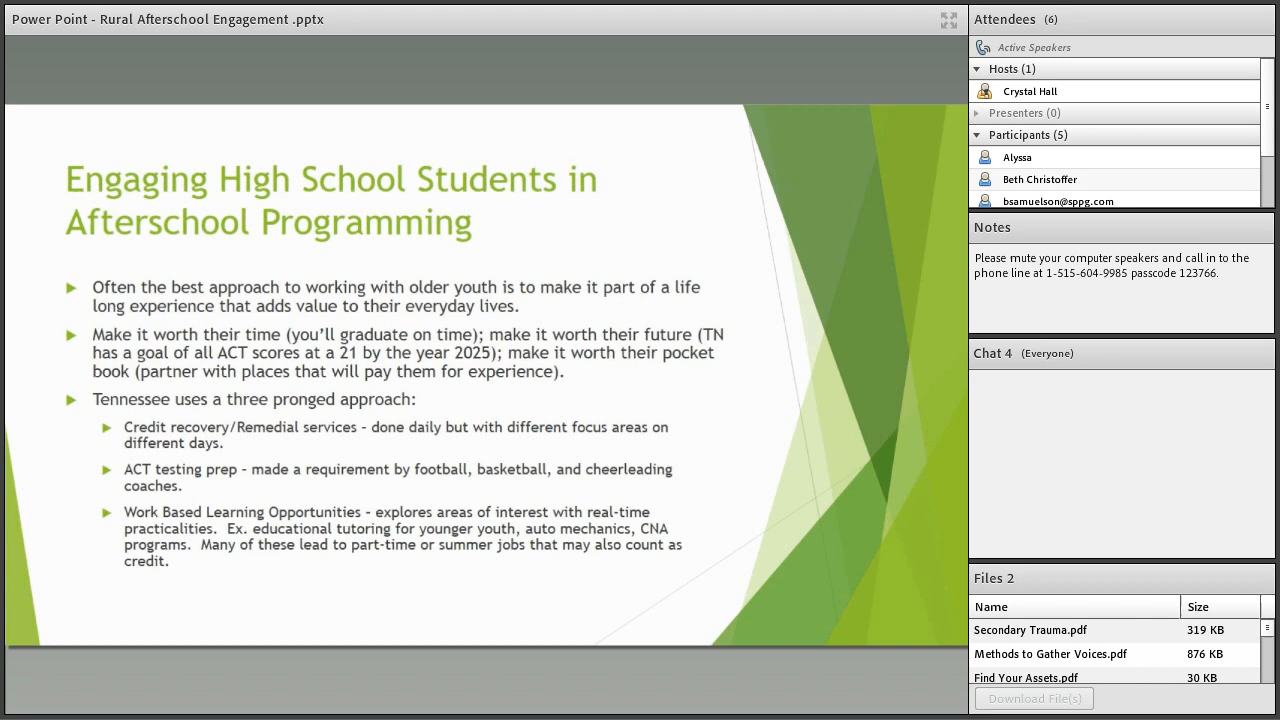 Power Point - Rural Afterschool Engagement .pptx
Engaging High School Students in
Afterschool Programming
Often the best approach to working with older youth is to make it part of a life
long experience that adds value to their everyday lives.
Make it worth their time (you’ll graduate on time); make it worth their future (TN
has a goal of all ACT scores at a 21 by the year 2025); make it worth their pocket
book (partner with places that will pay them for experience).
Tennessee uses a three pronged approach:
Credit recovery/Remedial services – done daily but with different focus areas on
different days.
ACT testing prep – made a requirement by football, basketball, and cheerleading
coaches.
Work Based Learning Opportunities – explores areas of interest with real-time
practicalities.  Ex. educational tutoring for younger youth, auto mechanics, CNA
programs.  Many of these lead to part-time or summer jobs that may also count as
credit.
Attendees (6)
Active Speakers
Hosts (1)
Crystal Hall
Presenters (0)
Participants (5)
Alyssa
Beth Christoffer
bsamuelson@sppg.com
Notes
Please mute your computer speakers and call in to the
phone line at 1-515-604-9985 passcode 123766.
Chat 4 (Everyone)
Files 2
Name Size
Secondary Trauma.pdf 319 KB
Methods to Gather Voices.pdf 876 KB
Find Your Assets.pdf 30 KB
Download File(s)